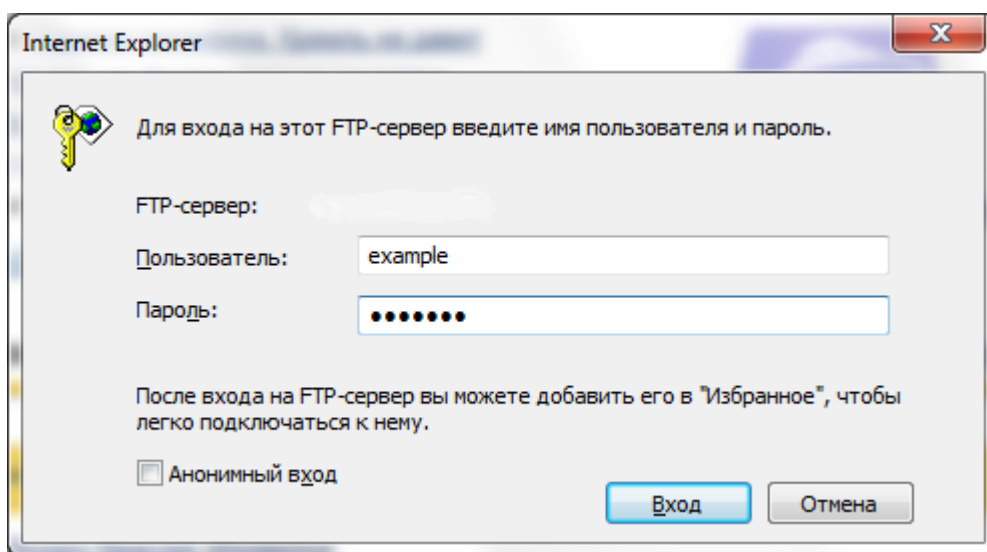 Internet Explorer
Для входа на этот FTP-сервер введите имя пользователя и пароль.
FTP-сервер:
Пользователь:
example
Пароль:
•••••••
После входа на FTP-сервер вы можете добавить его в "Избранное", чтобы
легко подключаться к нему.
Анонимный вход
Вход
Отмена